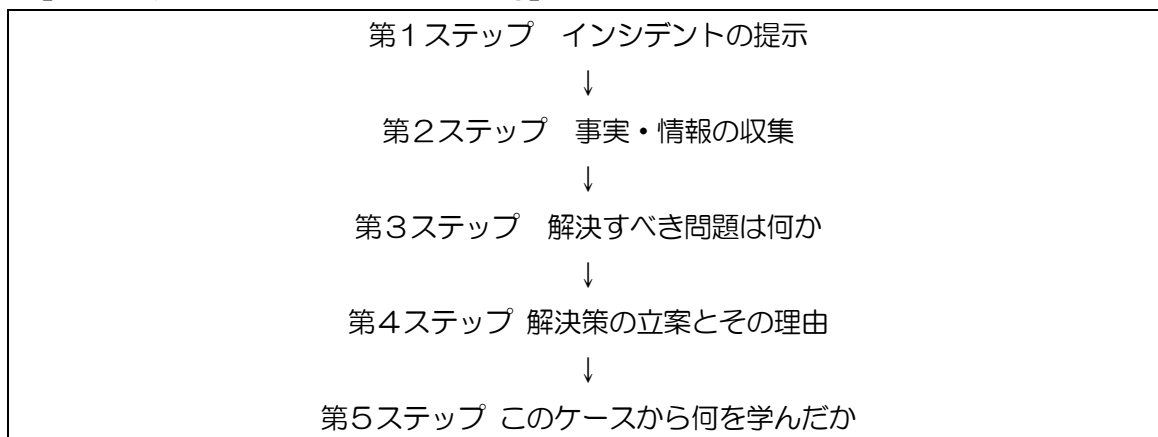 第１ステップ　インシデントの提示
↓
第２ステップ　事実・情報の収集
↓
第３ステップ　解決すべき問題は何か
↓
第４ステップ 解決策の立案とその理由
↓
第５ステップ このケースから何を学んだか